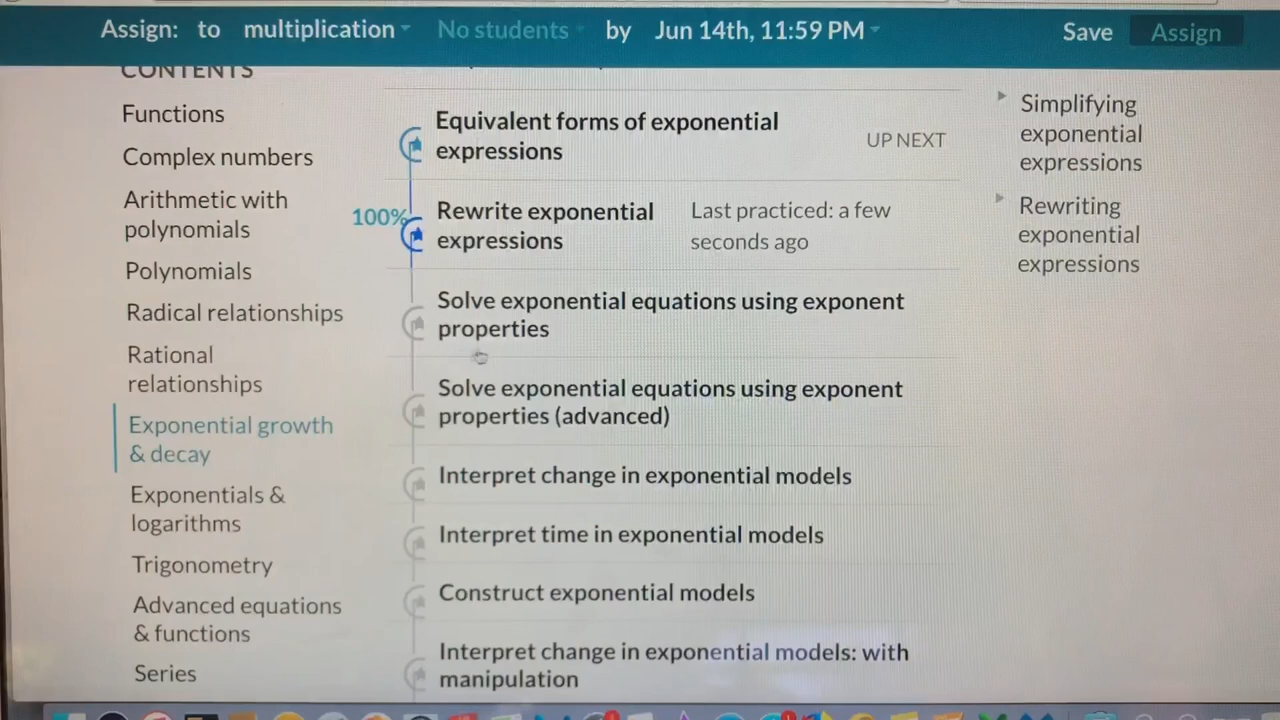 Assign: to multiplication No students by Jun 14th, 11:59 PM Save Assign
CONTENTS
Functions
Complex numbers
Arithmetic with
polynomials
Polynomials
Radical relationships
Rational
relationships
Exponential growth
& decay
Exponentials &
logarithms
Trigonometry
Advanced equations
& functions
Series
Equivalent forms of exponential
expressions
UP NEXT
100%
Rewrite exponential
expressions
Last practiced: a few
seconds ago
Solve exponential equations using exponent
properties
Solve exponential equations using exponent
properties (advanced)
Interpret change in exponential models
Interpret time in exponential models
Construct exponential models
Interpret change in exponential models: with
manipulation
Simplifying
exponential
expressions
Rewriting
exponential
expressions